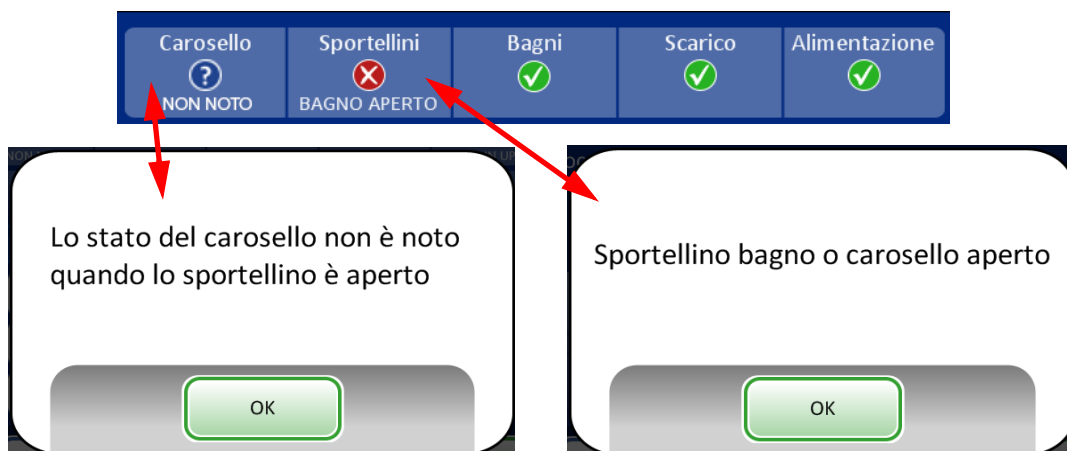 Carosello Sportellini Bagni Scarico Alimentazione
NON NOTO BAGNO APERTO
Lo stato del carosello non è noto
quando lo sportellino è aperto
OK
Sportellino bagno o carosello aperto
OK